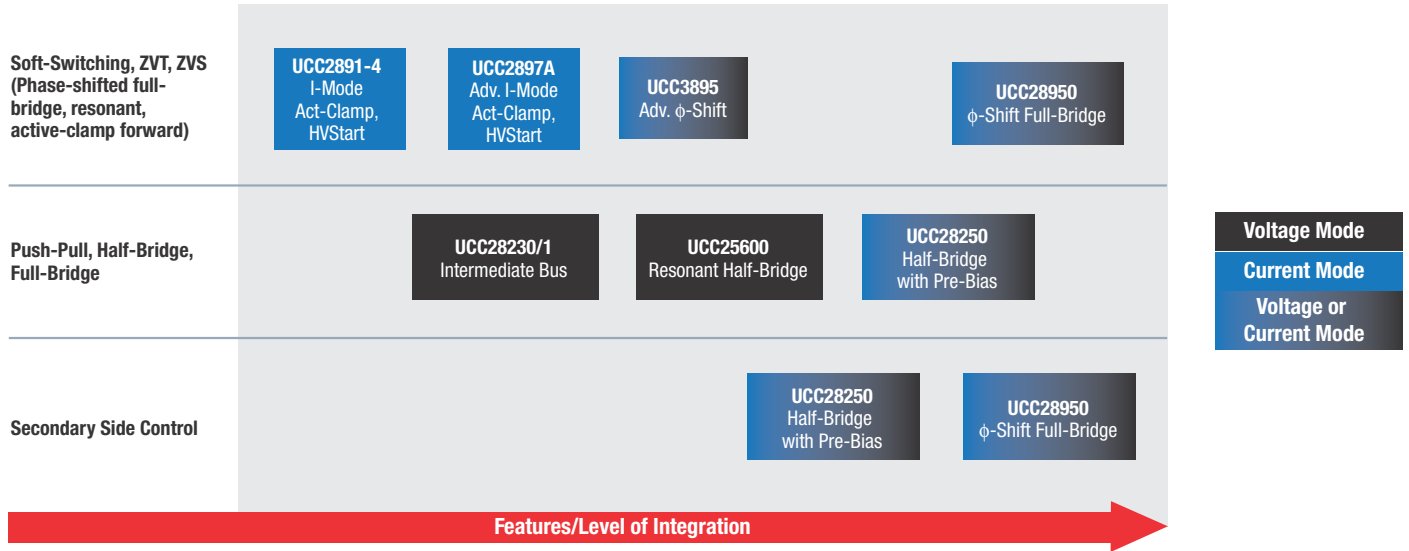 Soft-Switching, ZVT, ZVS
(Phase-shifted full-
bridge, resonant,
active-clamp forward)
UCC2891-4
I-Mode
Act-Clamp,
HVStart
UCC2897A
Adv. I-Mode
Act-Clamp,
HVStart
UCC3895
Adv. ϕ-Shift
UCC28950
ϕ-Shift Full-Bridge
Push-Pull, Half-Bridge,
Full-Bridge
UCC28230/1
Intermediate Bus
UCC25600
Resonant Half-Bridge
UCC28250
Half-Bridge
with Pre-Bias
Voltage Mode
Current Mode
Voltage or
Current Mode
Secondary Side Control
UCC28250
Half-Bridge
with Pre-Bias
UCC28950
ϕ-Shift Full-Bridge
Features/Level of Integration